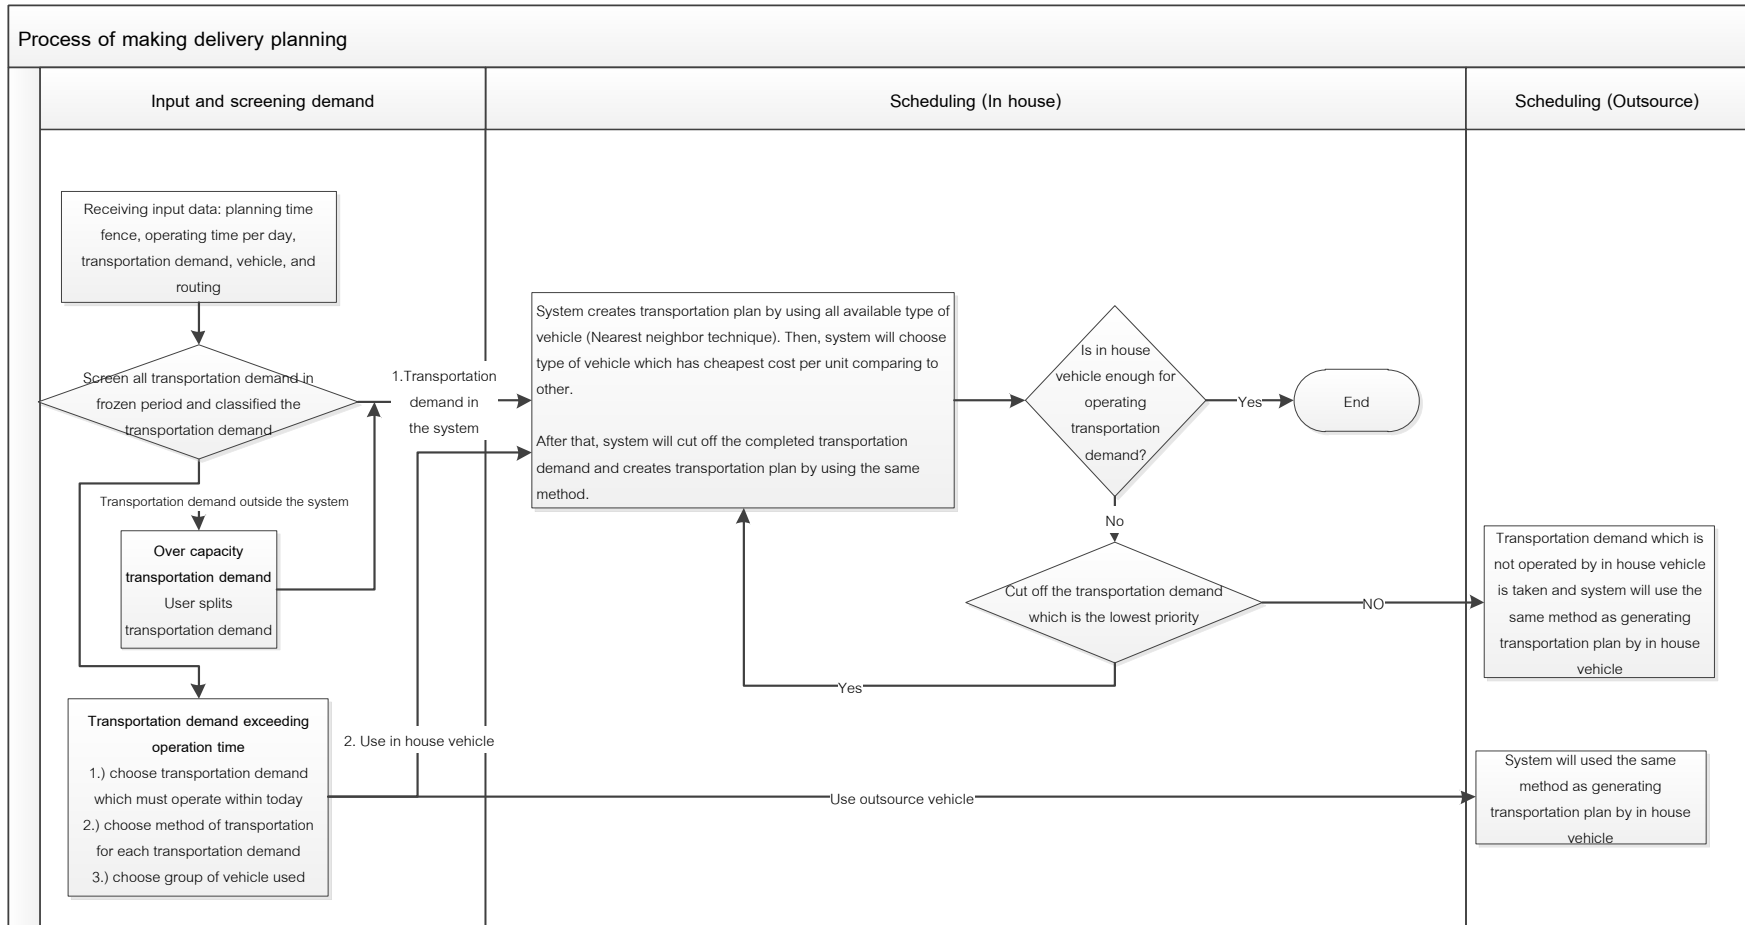 Process of making delivery planning
Input and screening demand
Scheduling (In house)
Scheduling (Outsource)
Receiving input data: planning time
fence, operating time per day,
transportation demand, vehicle, and
routing
Screen all transportation demand in
frozen period and classified the
transportation demand
1.Transportation
demand in
the system
Transportation demand outside the system
Over capacity
transportation demand
User splits
transportation demand
Transportation demand exceeding
operation time
1.) choose transportation demand
which must operate within today
2.) choose method of transportation
for each transportation demand
3.) choose group of vehicle used
2. Use in house vehicle
System creates transportation plan by using all available type of
vehicle (Nearest neighbor technique). Then, system will choose
type of vehicle which has cheapest cost per unit comparing to
other.
After that, system will cut off the completed transportation
demand and creates transportation plan by using the same
method.
Is in house
vehicle enough for
operating
transportation
demand?
Yes
End
No
Cut off the transportation demand
which is the lowest priority
NO
Yes
Use outsource vehicle
Transportation demand which is
not operated by in house vehicle
is taken and system will use the
same method as generating
transportation plan by in house
vehicle
System will used the same
method as generating
transportation plan by in house
vehicle